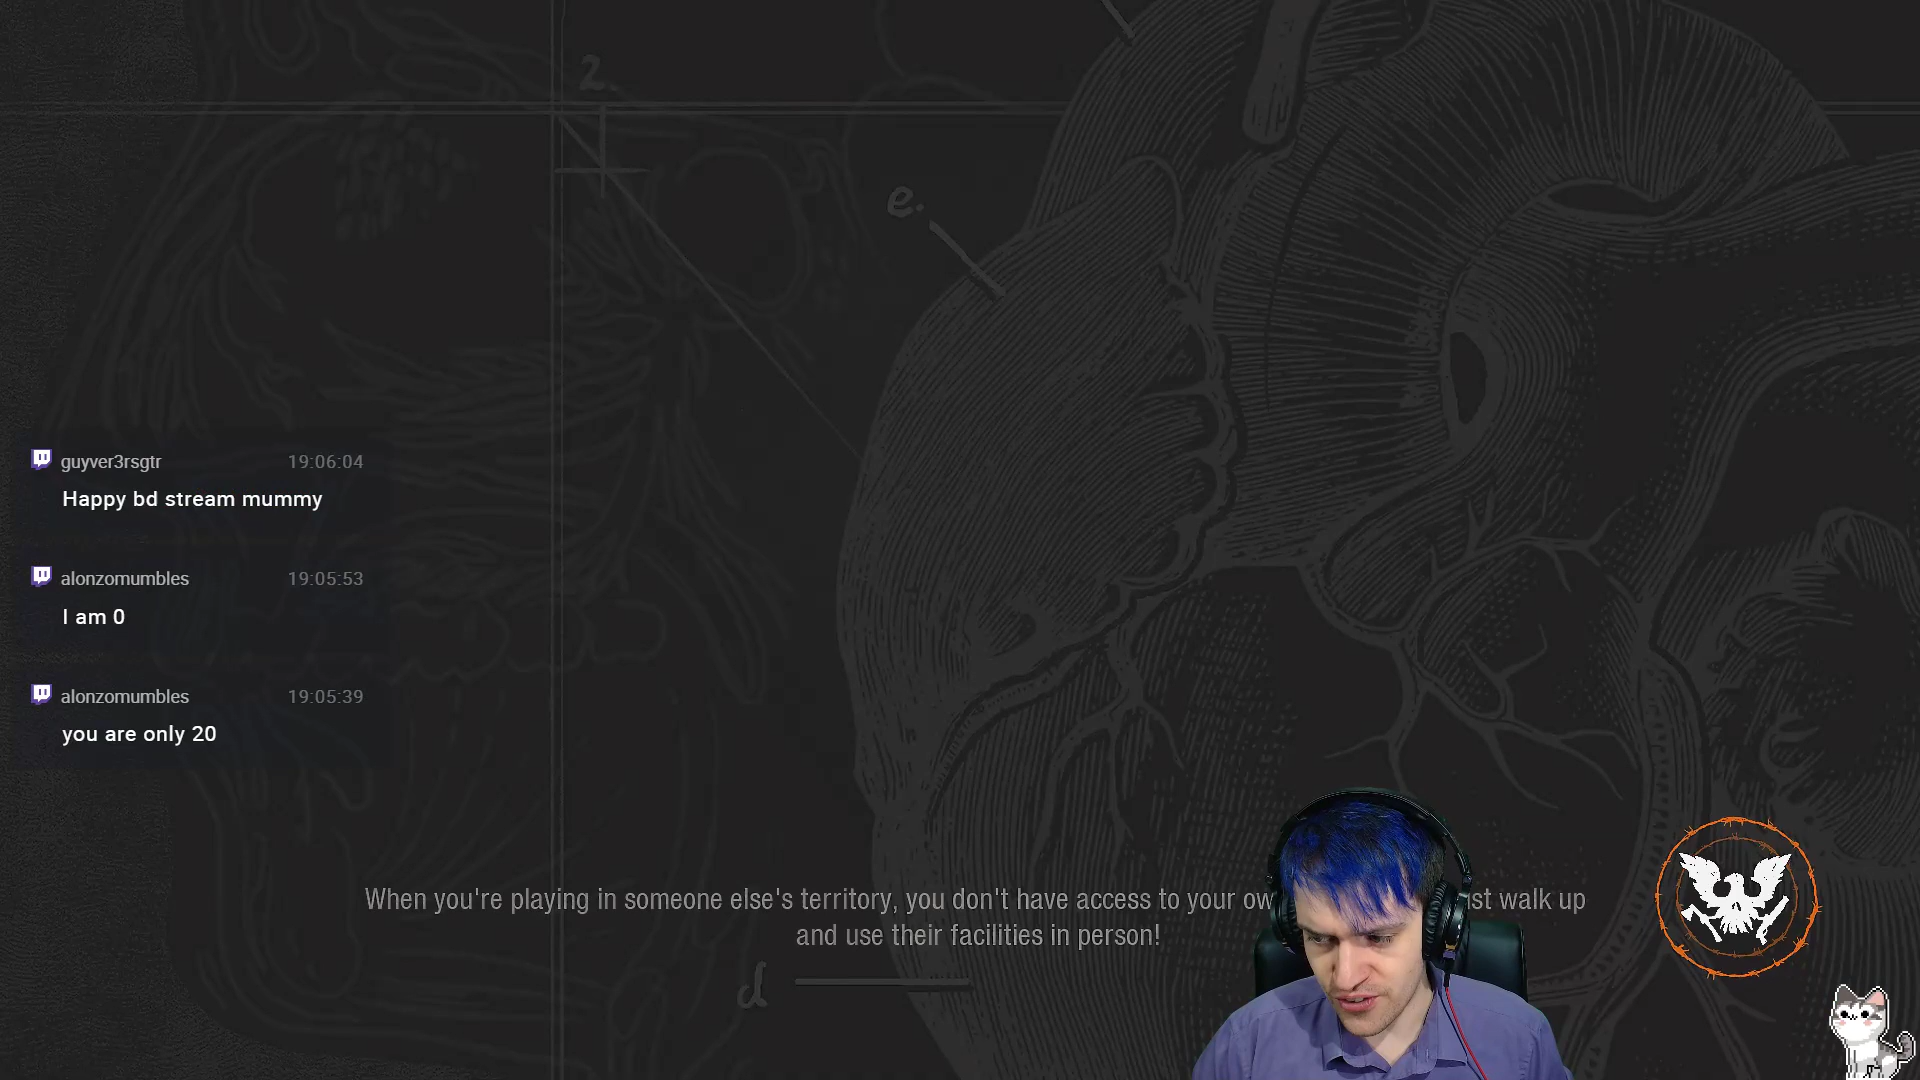 2.
e.
guyver3rsgtr 19:06:04
Happy bd stream mummy
alonzomumbles 19:05:53
I am 0
alonzomumbles 19:05:39
you are only 20
When you're playing in someone else's territory, you don't have access to your walk up
and use their facilities in person!
d